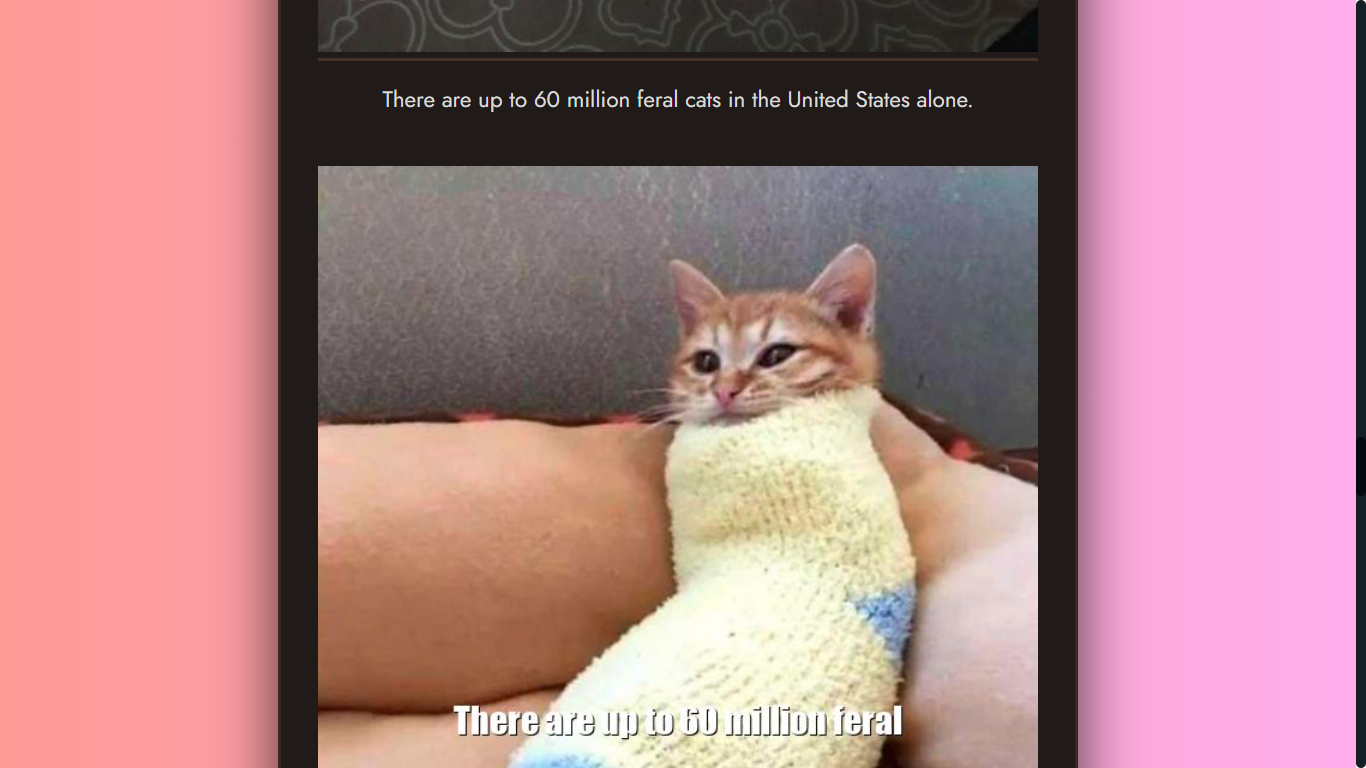 There are up to 60 million feral cats in the United States alone.
There are up to 60 million feral